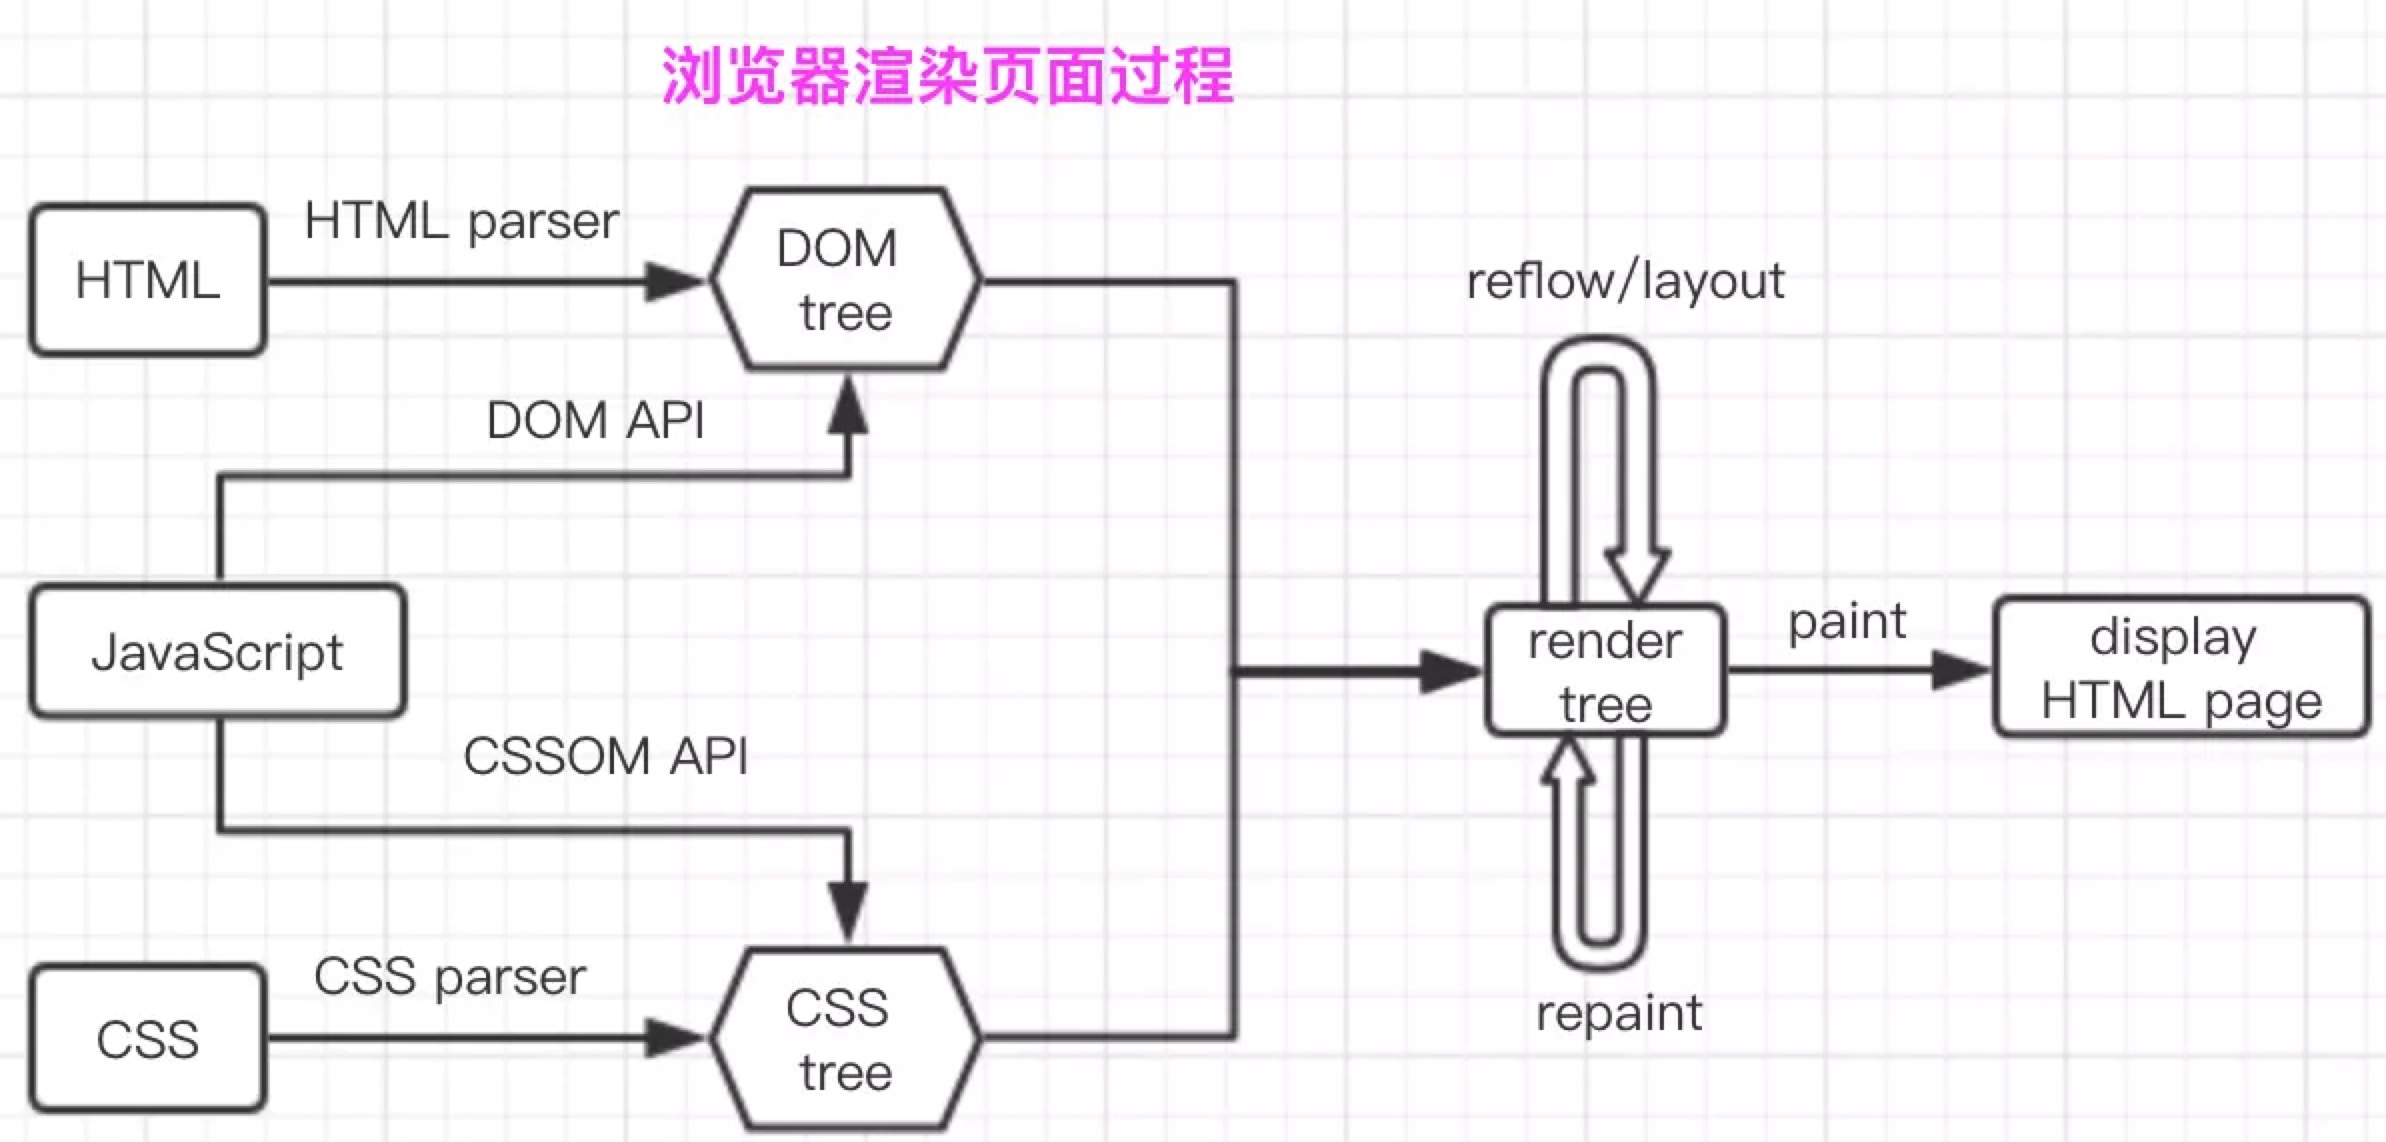 浏览器渲染页面过程
HTML
HTML parser
DOM
tree
DOM API
JavaScript
CSSOM API
CSS
CSS parser
CSS
tree
reflow/layout
render
tree
repaint
paint
display
HTML page